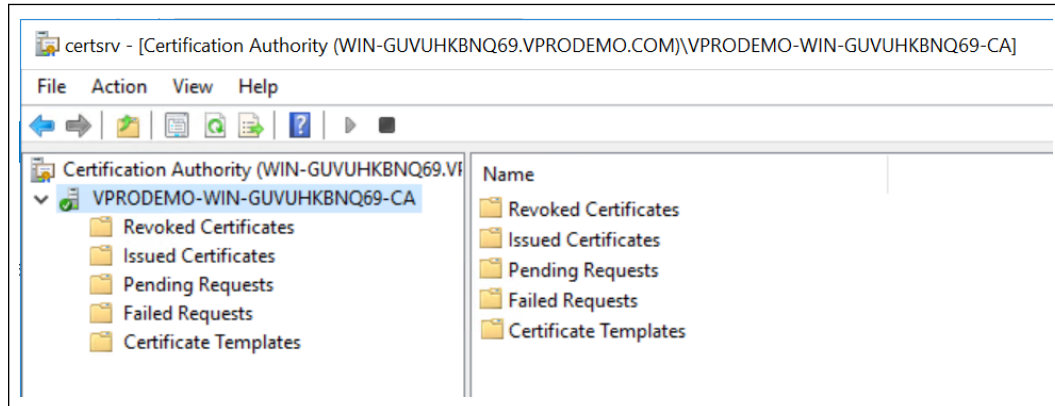 certsrv - [Certification Authority (WIN-GUVUHKBNQ69.VPRODEMO.COM)\VPRODEMO-WIN-GUVUHKBNQ69-CA]
File Action View Help
Certification Authority (WIN-GUVUHKBNQ69.VI
VPRODEMO-WIN-GUVUHKBNQ69-CA
Revoked Certificates
Issued Certificates
Pending Requests
Failed Requests
Certificate Templates
Name
Revoked Certificates
Issued Certificates
Pending Requests
Failed Requests
Certificate Templates